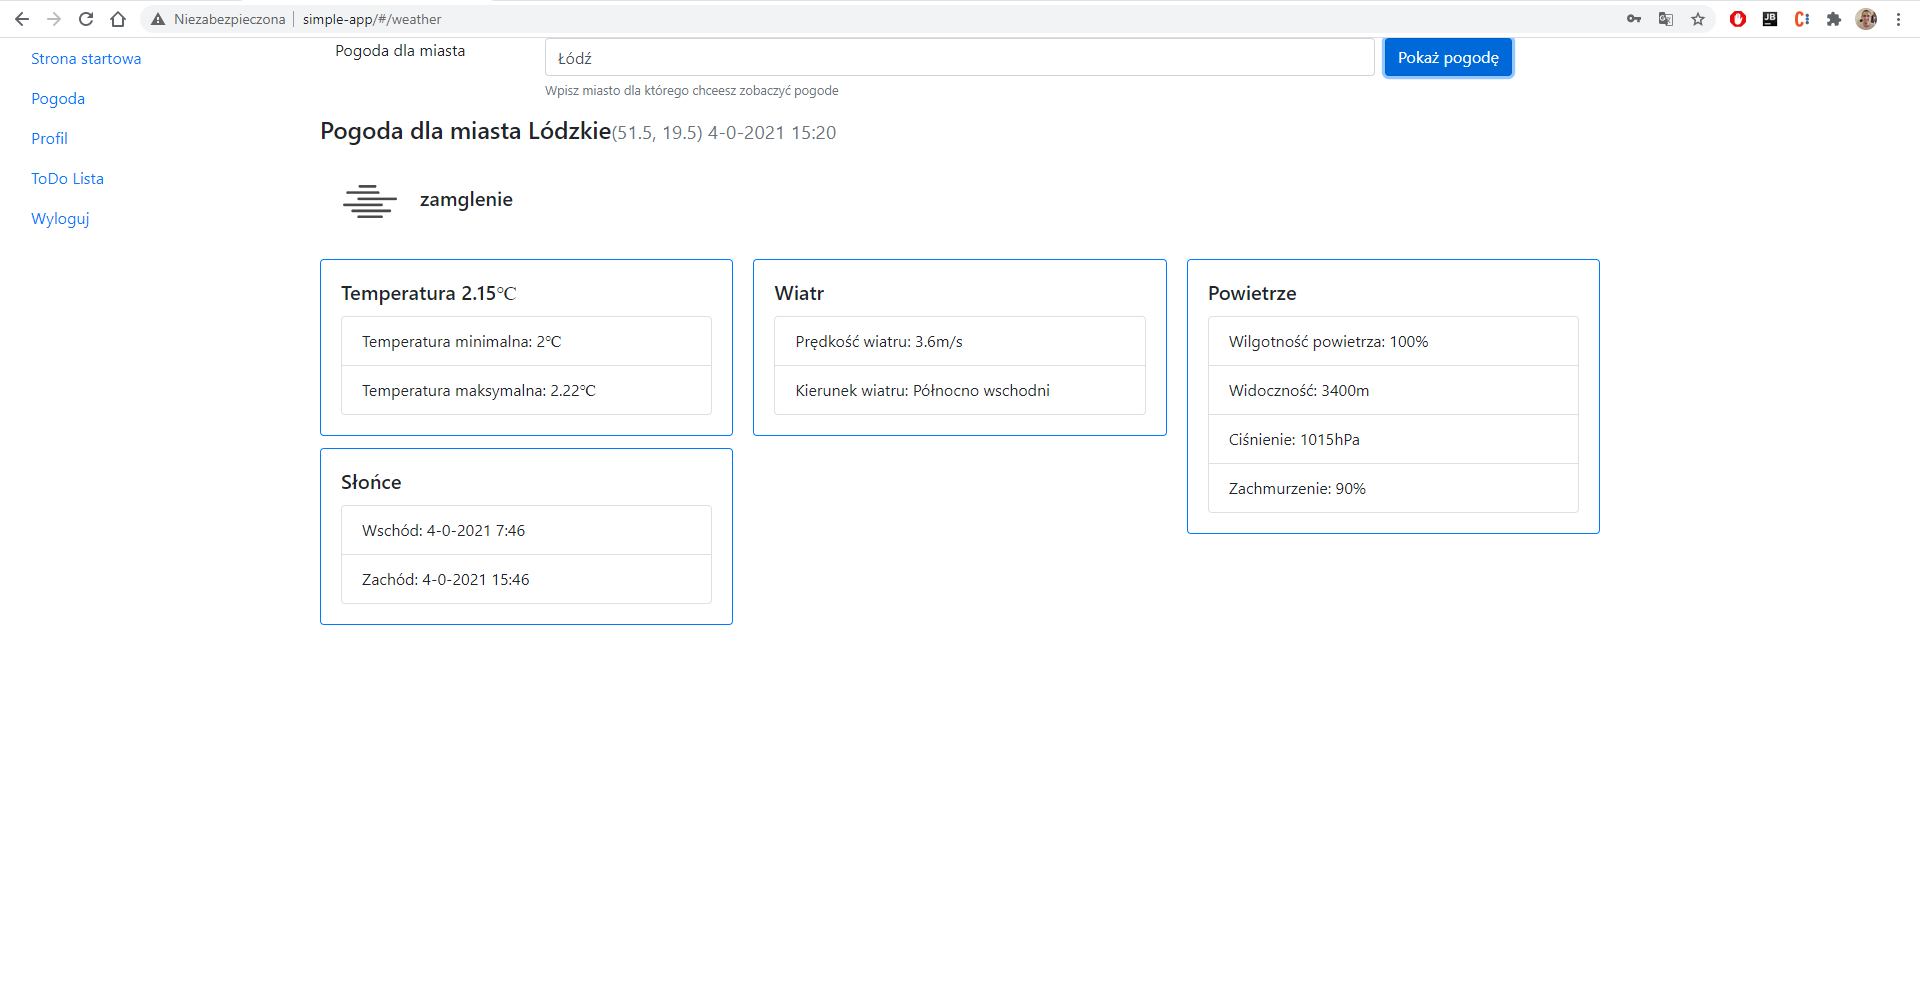 Niezabezpieczona | simple-app/#/weather
JB
Strona startowa
Pogoda
Profil
ToDo Lista
Wyloguj
Pogoda dla miasta
Łódź
Pokaż pogodę
Wpisz miasto dla którego chceesz zobaczyć pogode
Pogoda dla miasta Lódzkie(51.5, 19.5) 4-0-2021 15:20
zamglenie
Temperatura 2.15℃
Temperatura minimalna: 2℃
Temperatura maksymalna: 2.22℃
Wiatr
Prędkość wiatru: 3.6m/s
Kierunek wiatru: Północno wschodni
Powietrze
Wilgotność powietrza: 100%
Widoczność: 3400m
Ciśnienie: 1015hPa
Zachmurzenie: 90%
Słońce
Wschód: 4-0-2021 7:46
Zachód: 4-0-2021 15:46